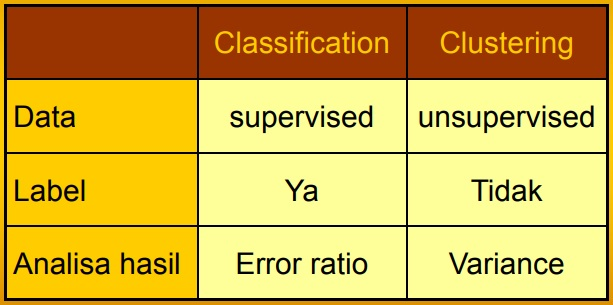 Classification Clustering
Data supervised unsupervised
Label Ya Tidak
Analisa hasil Error ratio Variance